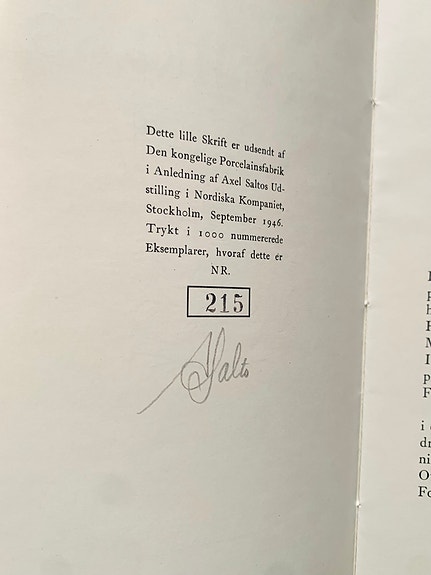 Dette lille Skrift er udsendt af
Den kongelige Porcelainsfabrik
i Anledning af Axel Saltos Ud-
stilling i Nordiska Kompaniet,
Stockholm, September 1946.
Trykt i 1000 nummererede
Eksemplarer, hvoraf dette er
NR.
215
ASalto